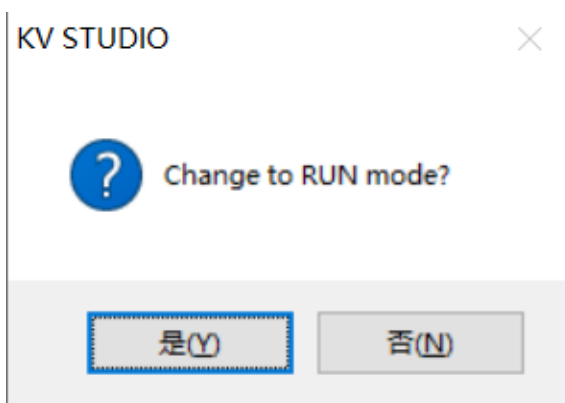 KV STUDIO
Change to RUN mode?
是(Y)
否(N)